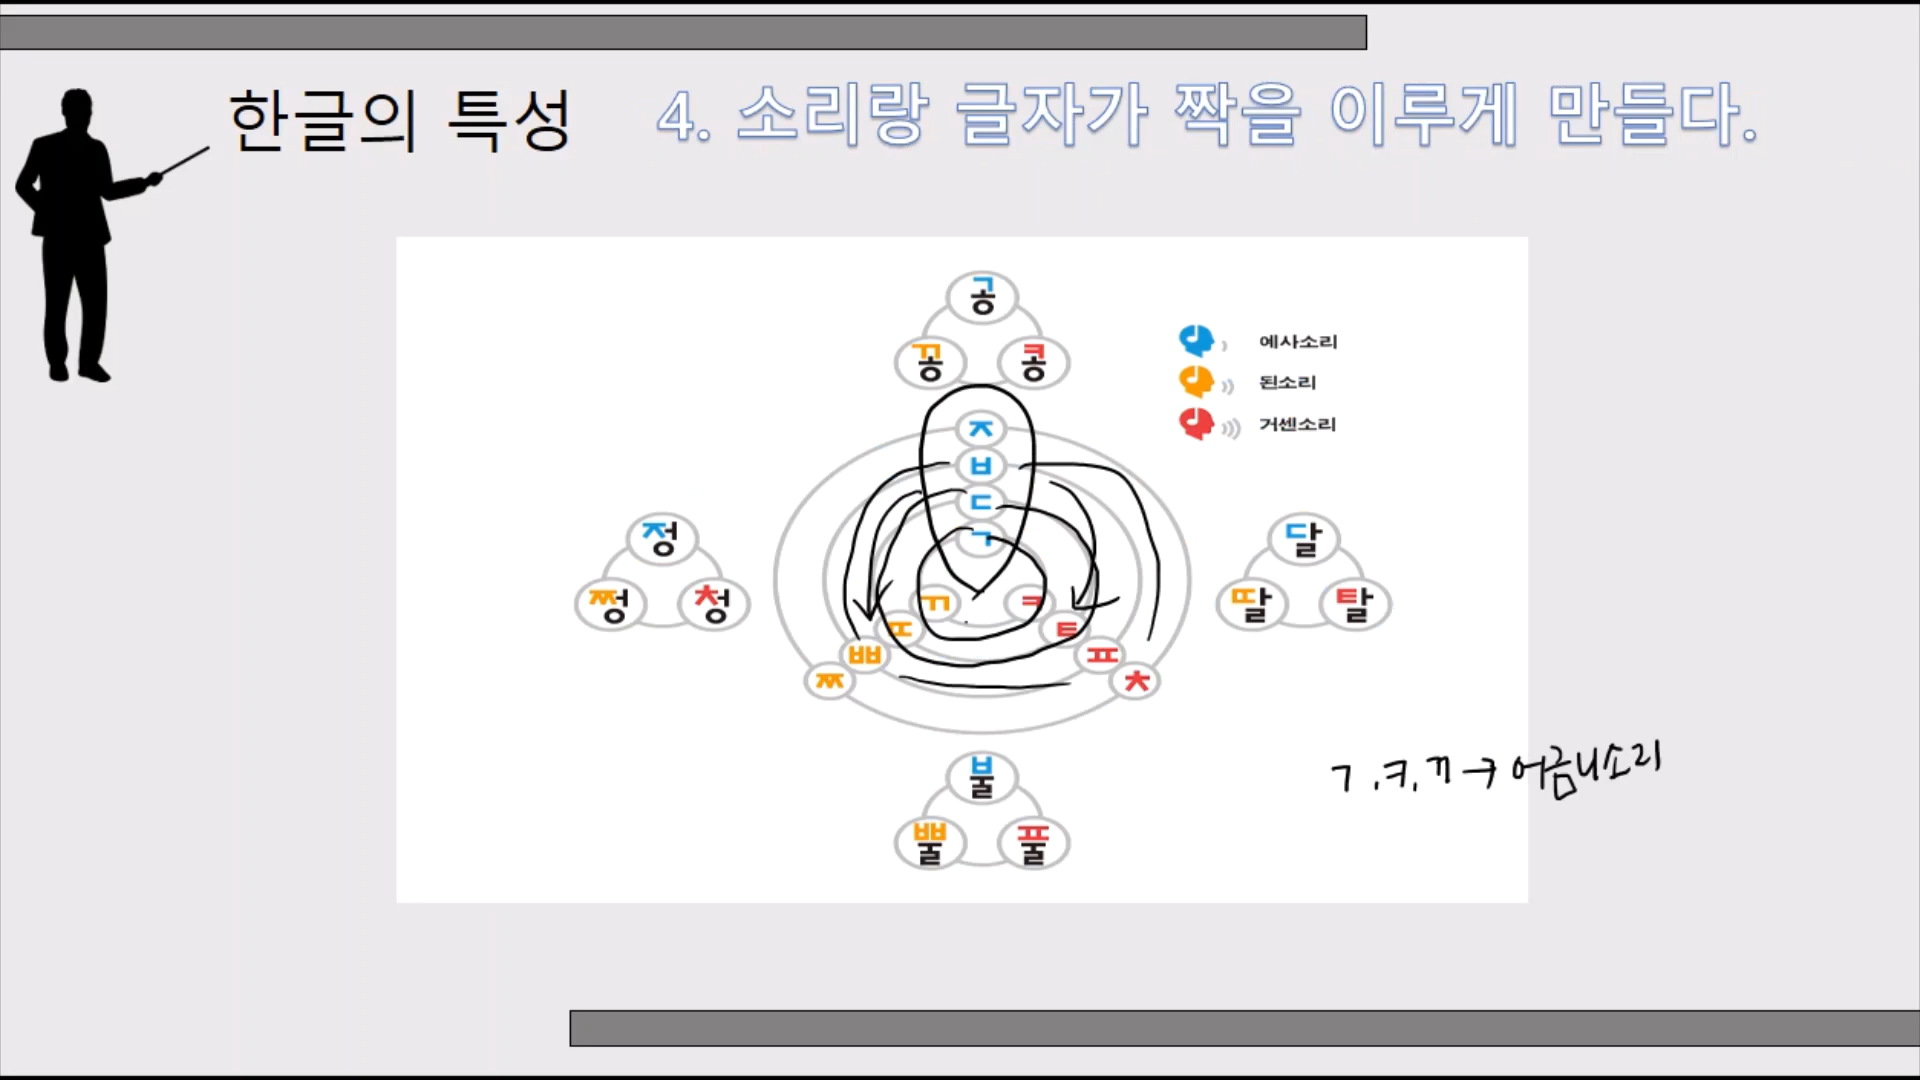 한글의 특성
4. 소리랑 글자가 짝을 이루게 만들다.
공
꽁 콩
예사소리
된소리
거센소리
ㅈ
ㅂ
ㄷ
ㄱ
정
쩡 청
달
딸 탈
ㄲ ㅋ
ㄸ ㅌ
ㅃ ㅍ
ㅉ ㅊ
불
뿔 풀
ㄱ,ㅋ,ㄲ→어금니소리